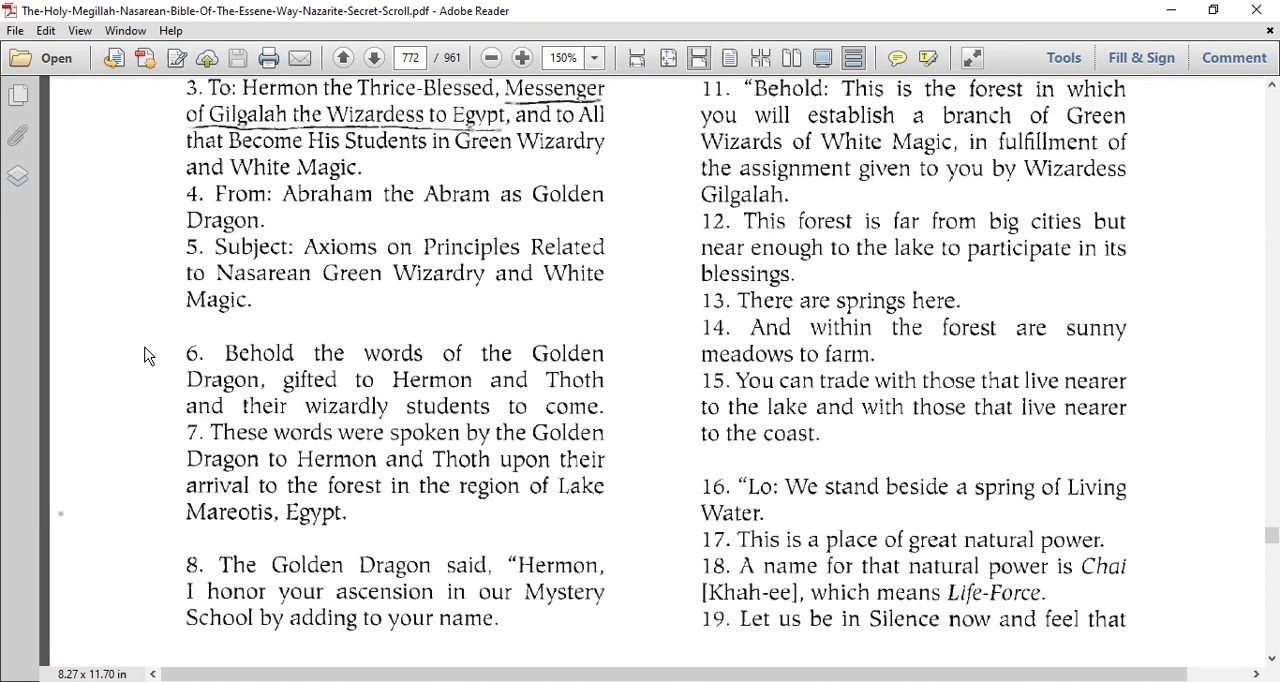 The-Holy-Megillah-Nasarean-Bible-Of-The-Essene-Way-Nazarite-Secret-Scroll.pdf - Adobe Reader
File Edit View Window Help
Open 772 / 961 150% Tools Fill & Sign Comment
3. To: Hermon the Thrice-Blessed, Messenger
of Gilgalah the Wizardess to Egypt, and to All
that Become His Students in Green Wizardry
and White Magic.
4. From: Abraham the Abram as Golden
Dragon.
5. Subject: Axioms on Principles Related
to Nasarean Green Wizardry and White
Magic.
6. Behold the words of the Golden
Dragon, gifted to Hermon and Thoth
and their wizardly students to come.
7. These words were spoken by the Golden
Dragon to Hermon and Thoth upon their
arrival to the forest in the region of Lake
Mareotis, Egypt.
8. The Golden Dragon said, “Hermon,
I honor your ascension in our Mystery
School by adding to your name.
11. “Behold: This is the forest in which
you will establish a branch of Green
Wizards of White Magic, in fulfillment of
the assignment given to you by Wizardess
Gilgalah.
12. This forest is far from big cities but
near enough to the lake to participate in its
blessings.
13. There are springs here.
14. And within the forest are sunny
meadows to farm.
15. You can trade with those that live nearer
to the lake and with those that live nearer
to the coast.
16. “Lo: We stand beside a spring of Living
Water.
17. This is a place of great natural power.
18. A name for that natural power is Chai
[Khah-ee], which means Life-Force.
19. Let us be in Silence now and feel that
8.27 x 11.70 in